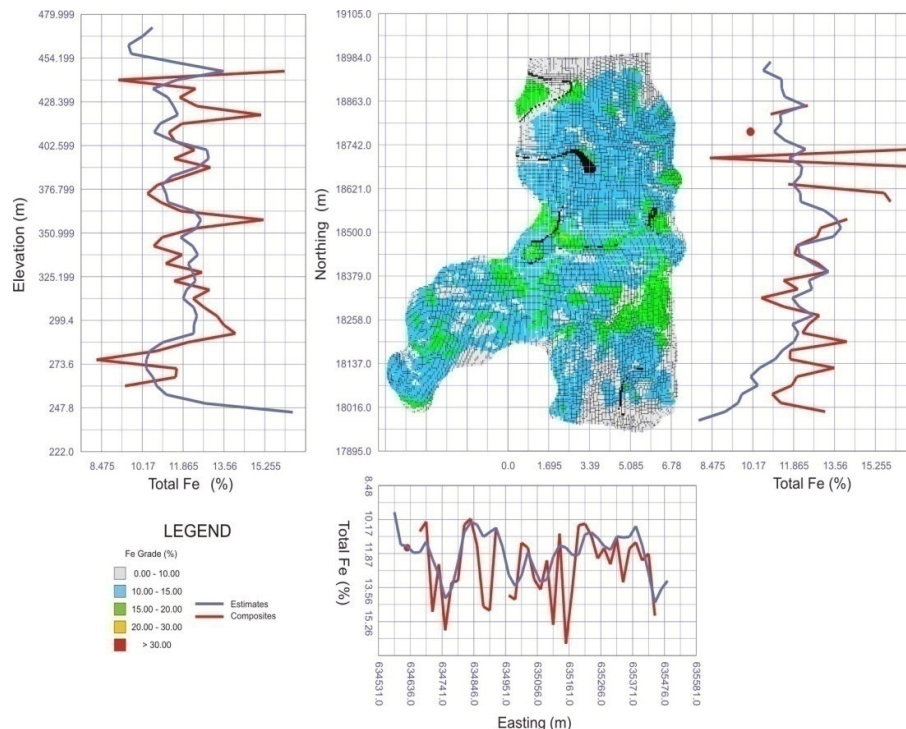 479.999
454.199
428.399
402.599
376.799
350.999
325.199
299.4
273.6
247.8
222.0
Elevation (m)
8.475 10.17 11.865 13.56 15.255
Total Fe (%)
19105.0
18984.0
18863.0
18742.0
18621.0
18500.0
18379.0
18258.0
18137.0
18016.0
17895.0
Northing (m)
0.0 1.695 3.39 5.085 6.78 8.475 10.17 11.865 13.56 15.255
Total Fe (%)
8.48
10.17
11.87
13.56
15.26
Total Fe (%)
634531.0 634636.0 634741.0 634846.0 634951.0 635056.0 635161.0 635266.0 635371.0 635476.0 635581.0
Easting (m)
LEGEND
Fe Grade (%)
0.00 - 10.00
10.00 - 15.00
15.00 - 20.00
20.00 - 30.00
> 30.00
Estimates
Composites